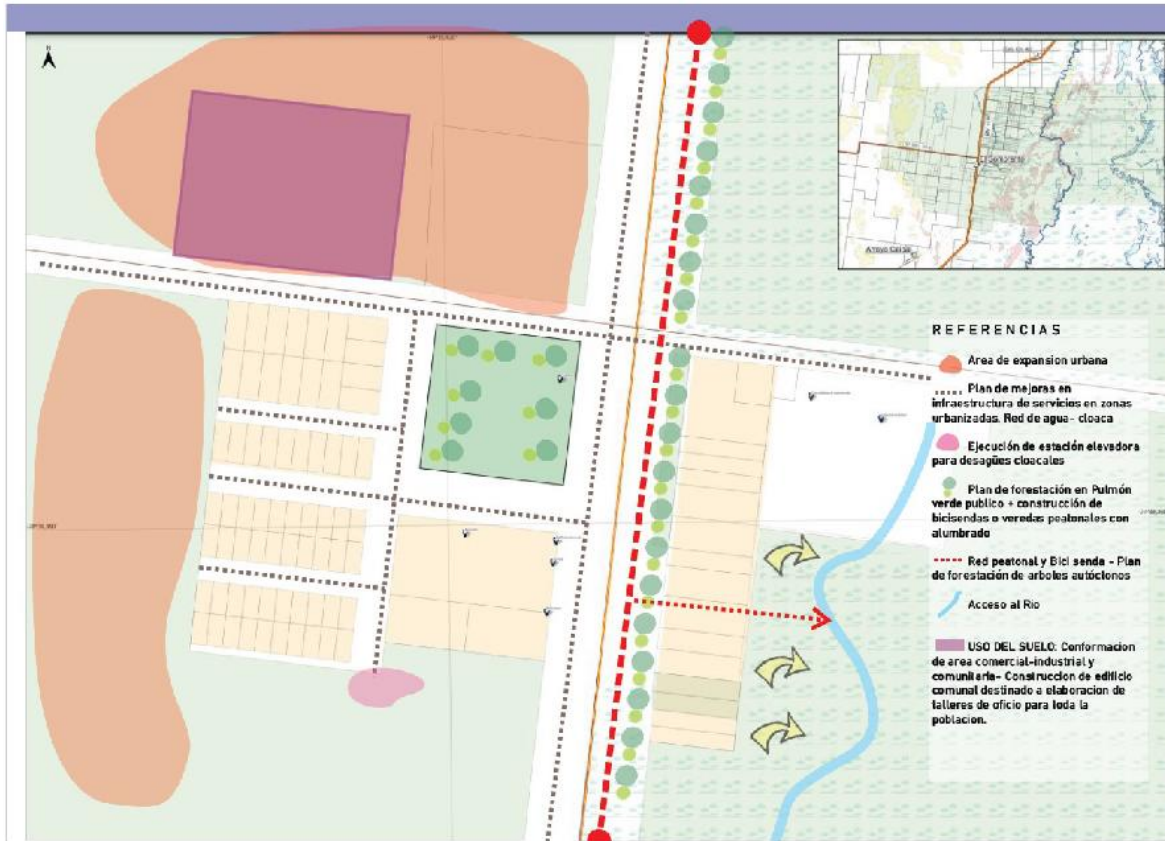 N
REFERENCIAS
Area de expansion urbana
Plan de mejoras en
infraestructura de servicios en zonas
urbanizadas. Red de agua- cloaca
Ejecución de estación elevadora
para desagües cloacales
Plan de forestación en Pulmón
verde publico + construcción de
bicisendas o veredas peatonales con
alumbrado
Red peatonal y Bici senda - Plan
de forestación de arboles autóctonos
Acceso al Rio
USO DEL SUELO: Conformacion
de area comercial-industrial y
comunitaria- Construccion de edificio
comunal destinado a elaboracion de
talleres de oficio para toda la
poblacion.